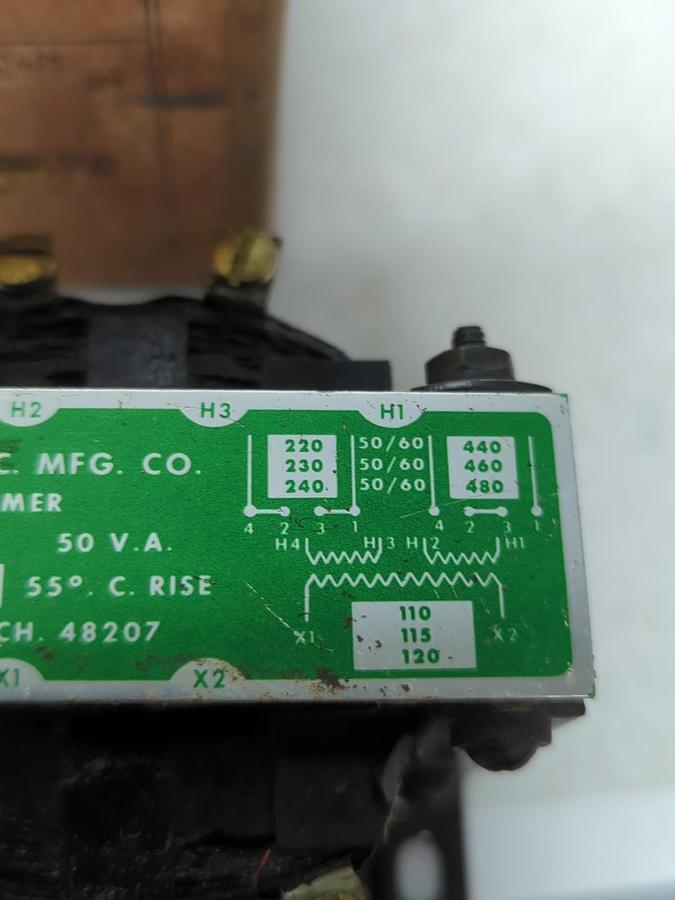 H2 H3 H1
C. MFG. CO.
MER
50 V.A.
55º. C. RISE
CH. 48207
X1 X2
220 50/60 440
230 50/60 460
240 50/60 480
4 2 3 1 4 2 3 1
H4 H3 H2 H1
X1 110 X2
115
120